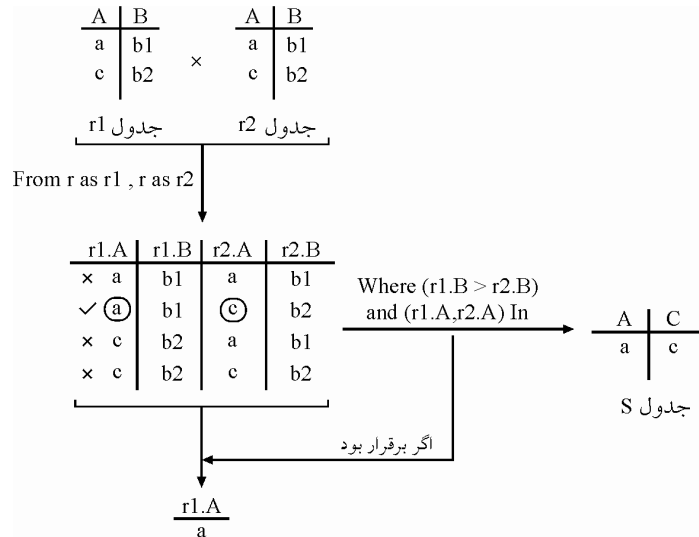 A B A B
a b1 × a b1
c b2 c b2
جدول r1 جدول r2
From r as r1 , r as r2
r1.A r1.B r2.A r2.B
× a b1 a b1
✓ a b1 c b2
× c b2 a b1
× c b2 c b2
Where (r1.B > r2.B)
and (r1.A,r2.A) In
A C
a c
جدول S
اگر برقرار بود
r1.A
a